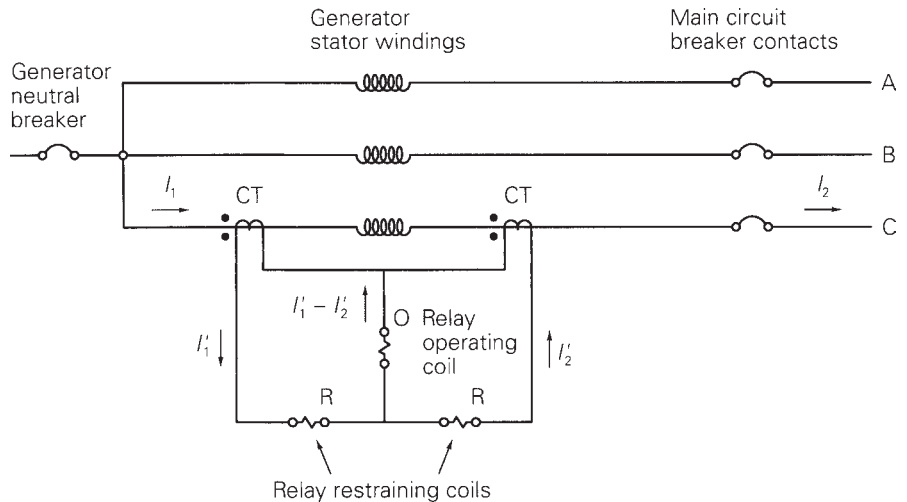 Generator
stator windings
Main circuit
breaker contacts
Generator
neutral
breaker
A
B
I₁
CT
CT
I₂
C
I′₁ – I′₂
O Relay
operating
coil
I′₁
I′₂
R
R
Relay restraining coils